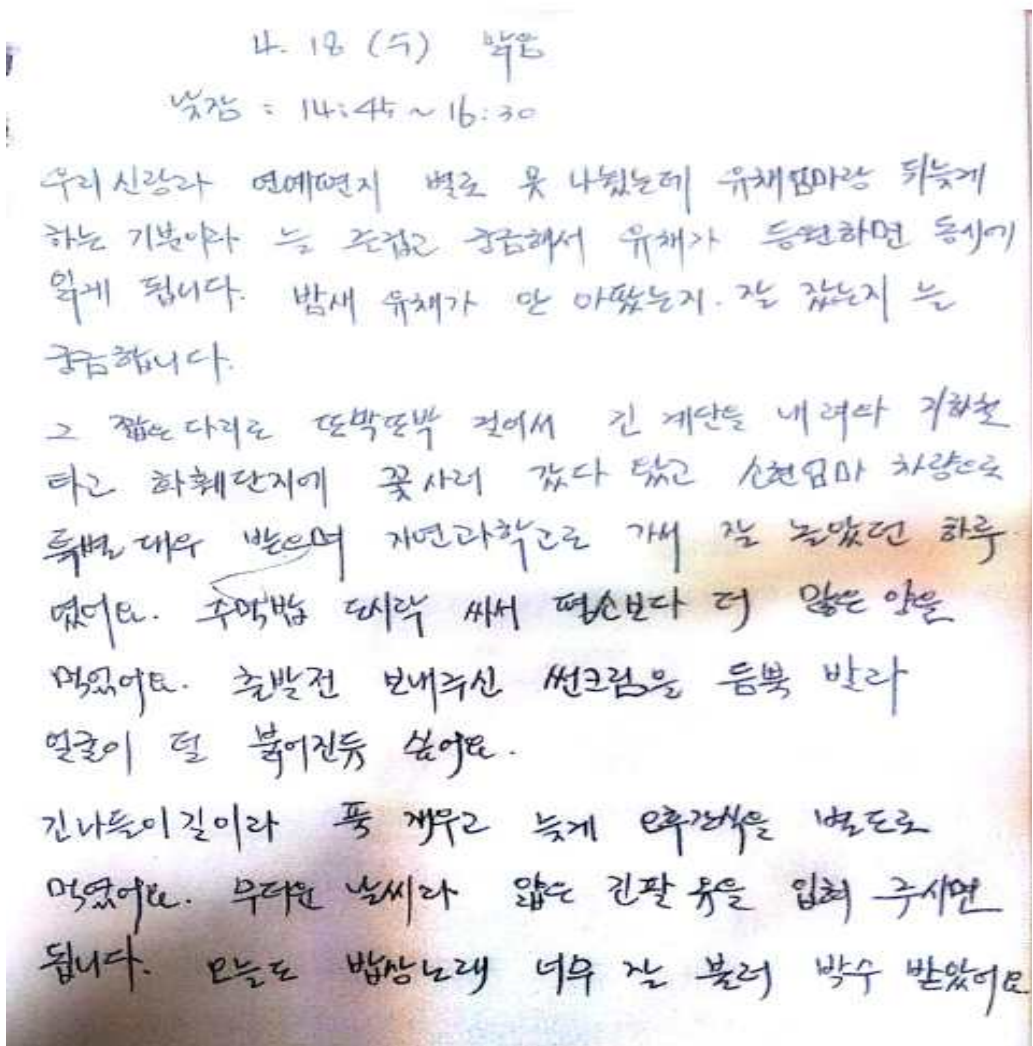 4. 18 (수) 맑음
낮잠 : 14:45 ~ 16:30
우리 신랑과 연예편지 별로 못 나눴는데 유채엄마랑 뒤늦게
하는 기분이라 늘 즐겁고 궁금해서 유채가 등원하면 동시에
읽게 됩니다. 밤새 유채가 안 아팠는지. 잘 잤는지 늘
궁금합니다.
그 짧은 다리로 또박또박 걸어서 긴 계단을 내려와 지하철
타고 화훼단지에 꽃사러 갔다 왔고 소현엄마 차량으로
특별 대우 받으며 자연과학고로 가서 잘 놀았던 하루
였어요. 주먹밥 도시락 싸서 평소보다 더 많은 양을
먹었어요. 출발전 보내주신 썬크림을 듬뿍 발라
얼굴이 덜 붉어진듯 싶어요.
긴나들이길이라 푹 재우고 늦게 오후간식을 별도로
먹였어요. 무더운 날씨라 얇은 긴팔 옷을 입혀 주시면
됩니다. 오늘도 밥상노래 너무 잘 불러 박수 받았어요